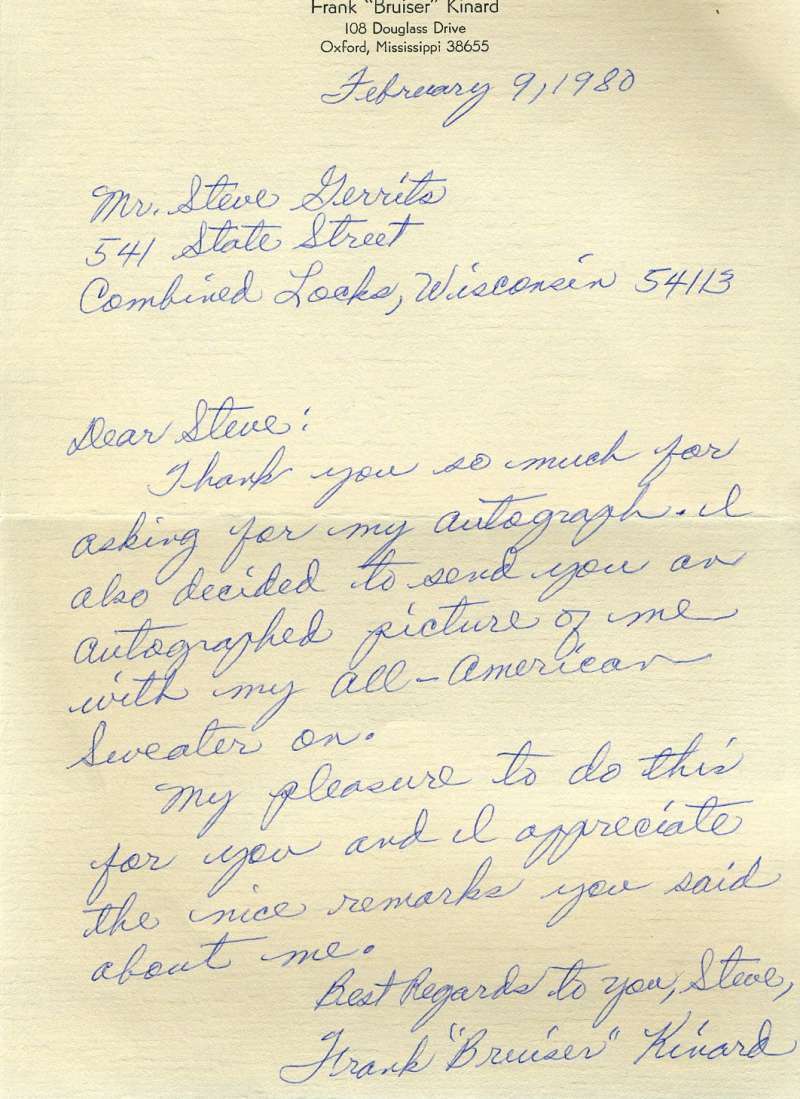 Frank "Bruiser" Kinard
108 Douglass Drive
Oxford, Mississippi 38655
February 9, 1980
Mr. Steve Gerrits
541 State Street
Combined Locks, Wisconsin 54113
Dear Steve:
Thank you so much for
asking for my autograph. I
also decided to send you an
autographed picture of me
with my all-American
Sweater on.
My pleasure to do this
for you and I appreciate
the nice remarks you said
about me.
Best Regards to you, Steve,
Frank "Bruiser" Kinard